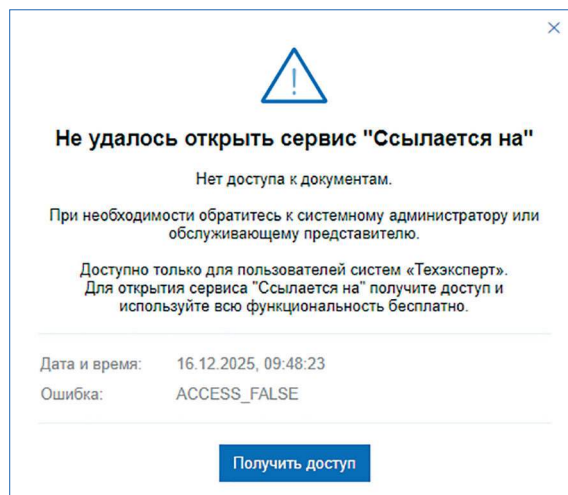 Не удалось открыть сервис "Ссылается на"
Нет доступа к документам.
При необходимости обратитесь к системному администратору или
обслуживающему представителю.
Доступно только для пользователей систем «Техэксперт».
Для открытия сервиса "Ссылается на" получите доступ и
используйте всю функциональность бесплатно.
Дата и время: 16.12.2025, 09:48:23
Ошибка: ACCESS_FALSE
Получить доступ